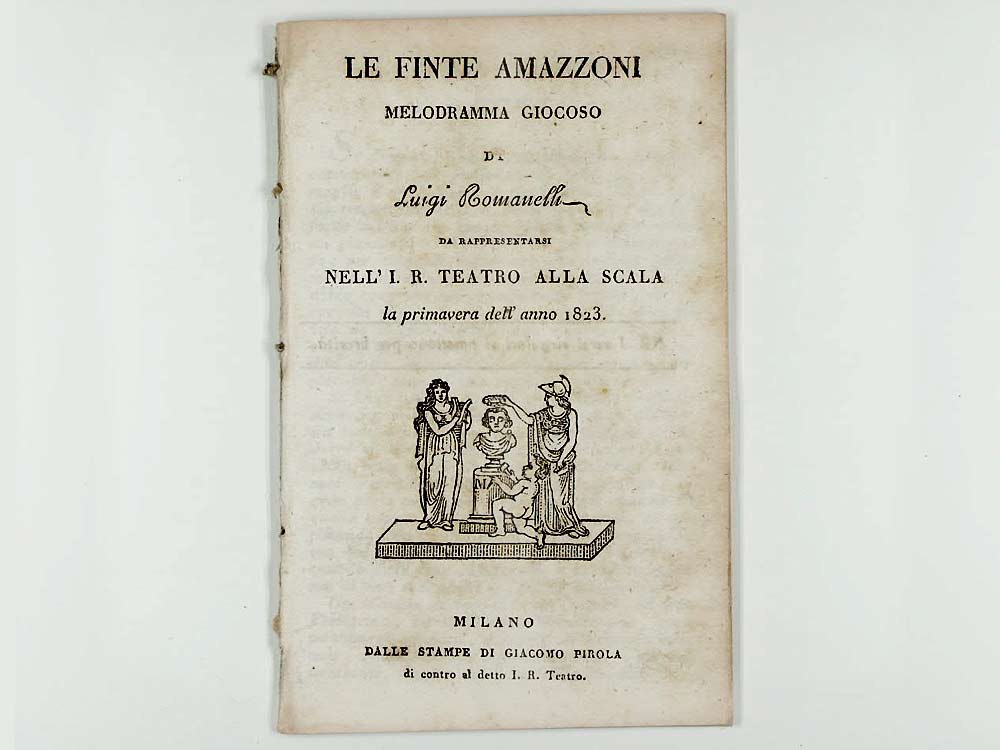 LE FINTE AMAZZONI
MELODRAMMA GIOCOSO
DI
Luigi Romanelli
DA RAPPRESENTARSI
NELL' I. R. TEATRO ALLA SCALA
la primavera dell' anno 1823.
MILANO
DALLE STAMPE DI GIACOMO PIROLA
di contro al detto I. R. Teatro.